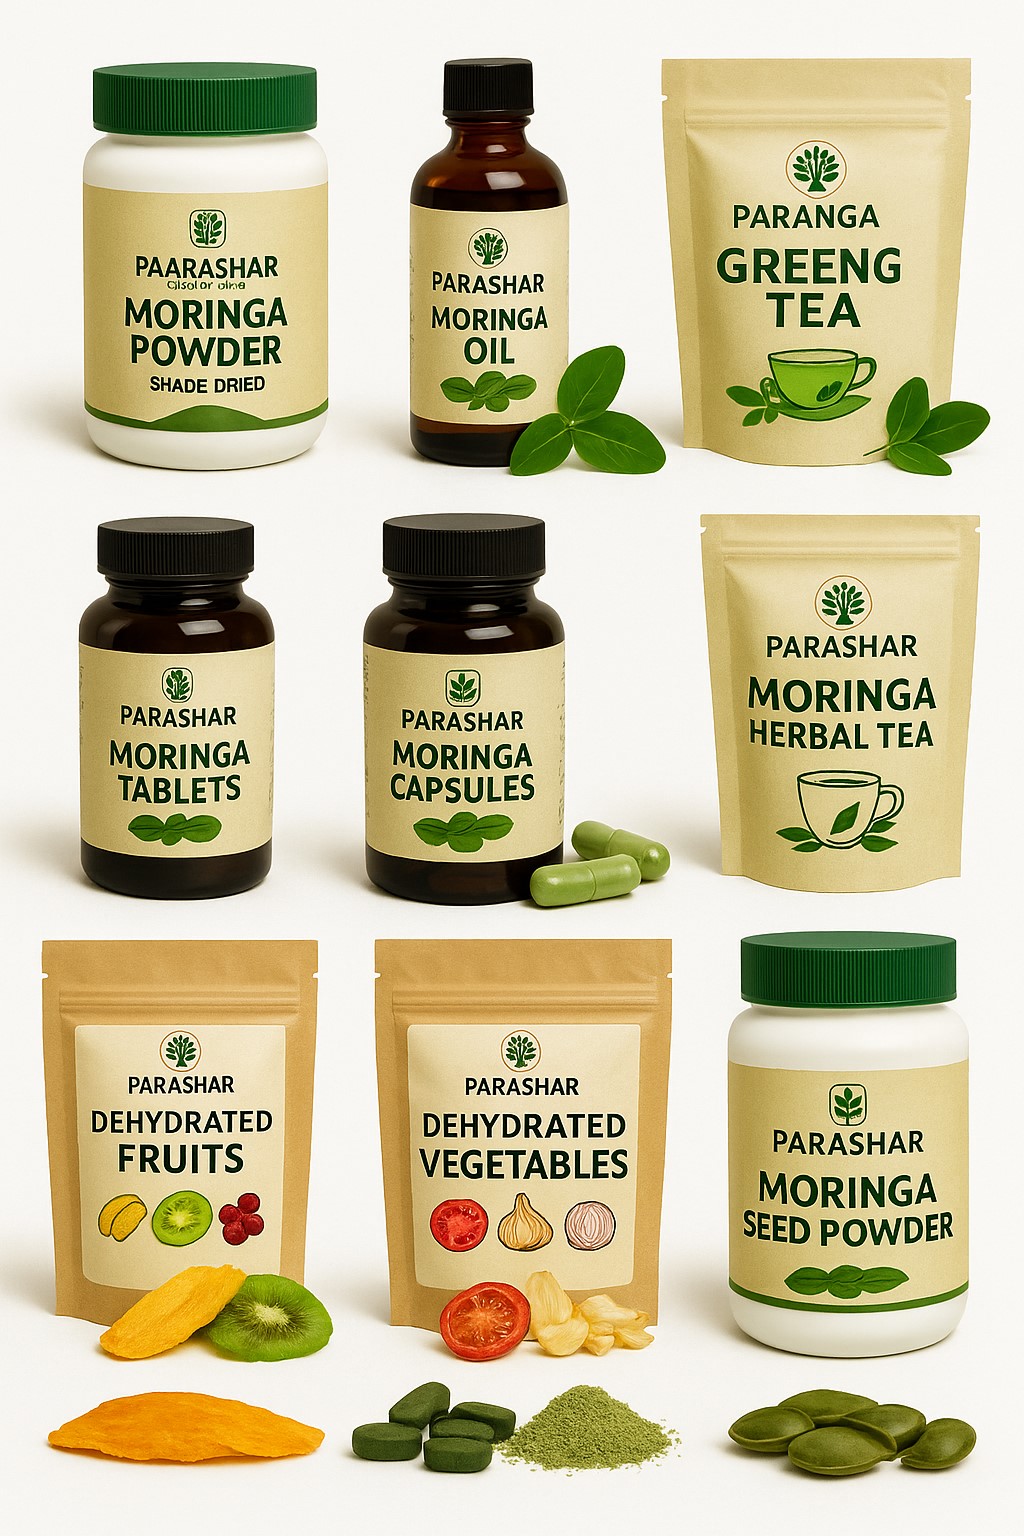 PAARASHAR
MORINGA
POWDER
SHADE DRIED
PARASHAR
MORINGA
OIL
PARANGA
GREENG
TEA
PARASHAR
MORINGA
TABLETS
PARASHAR
MORINGA
CAPSULES
PARASHAR
MORINGA
HERBAL TEA
PARASHAR
DEHYDRATED
FRUITS
PARASHAR
DEHYDRATED
VEGETABLES
PARASHAR
MORINGA
SEED POWDER